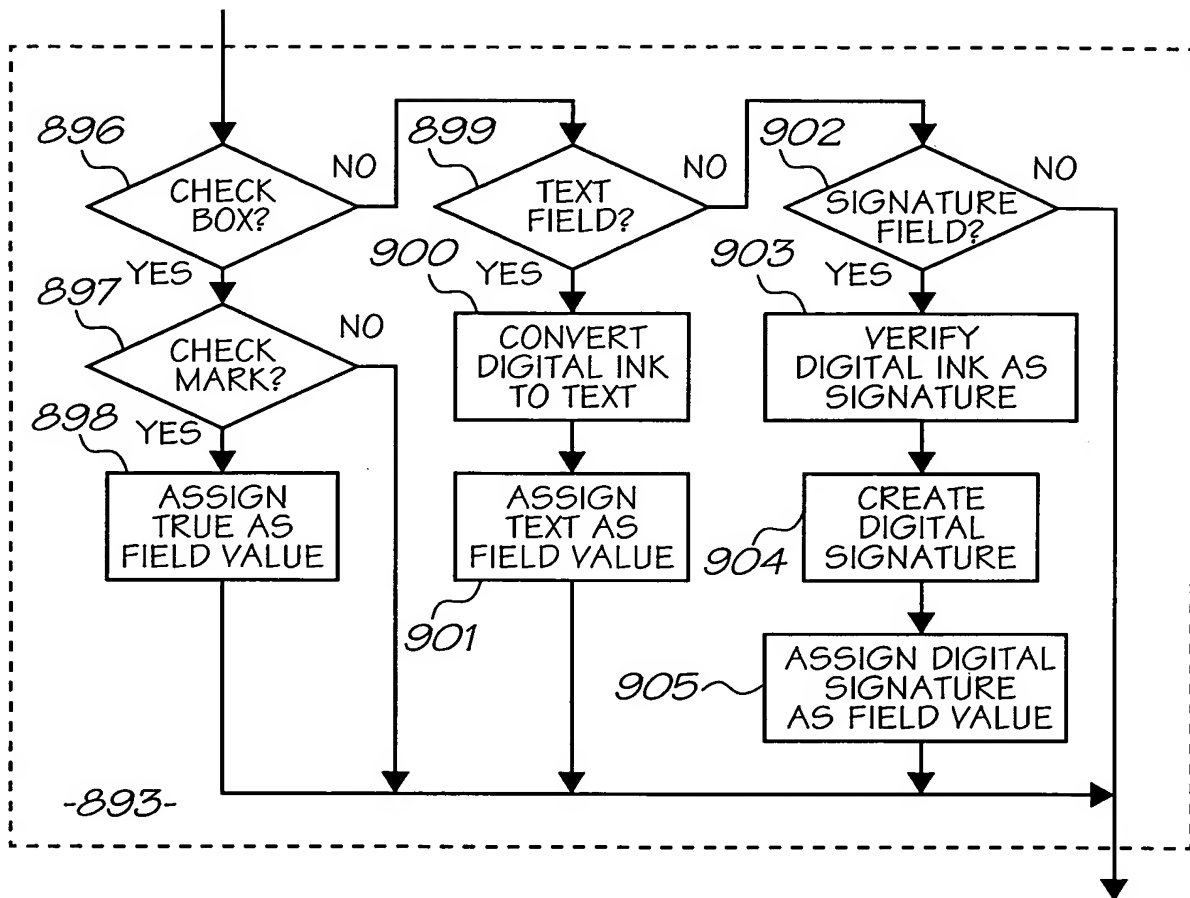 896
CHECK
BOX?
NO
YES
897
CHECK
MARK?
NO
YES
898
ASSIGN
TRUE AS
FIELD VALUE
899
TEXT
FIELD?
NO
YES
900
CONVERT
DIGITAL INK
TO TEXT
ASSIGN
TEXT AS
FIELD VALUE
901
902
SIGNATURE
FIELD?
NO
YES
903
VERIFY
DIGITAL INK AS
SIGNATURE
CREATE
DIGITAL
SIGNATURE
904
ASSIGN DIGITAL
SIGNATURE
AS FIELD VALUE
905
-893-